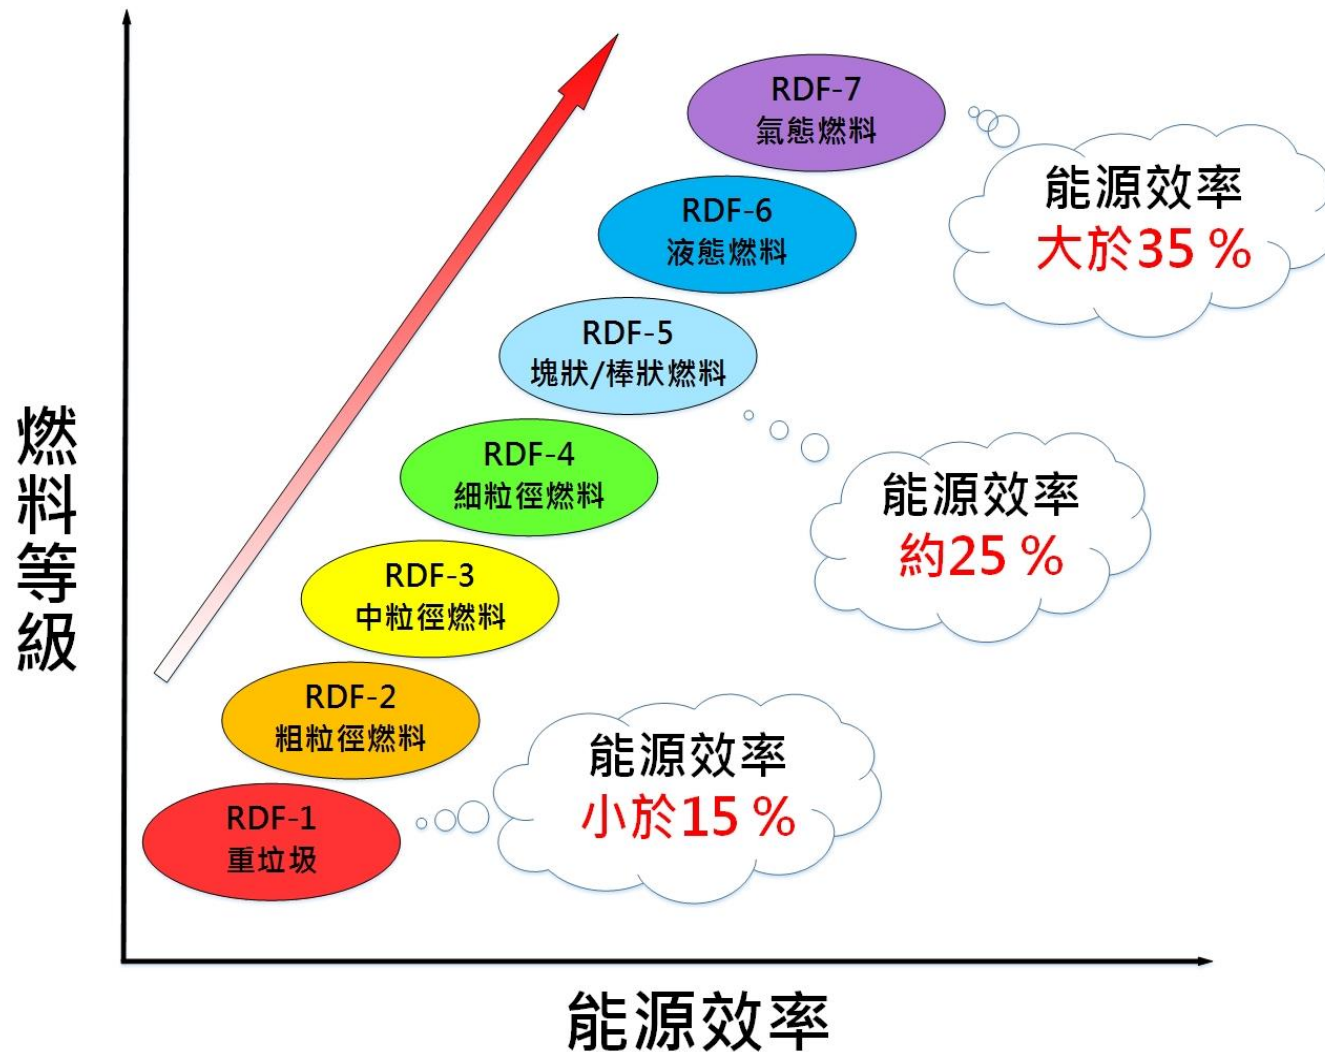 RDF-7
氣態燃料
能源效率
大於35 %
RDF-6
液態燃料
RDF-5
塊狀/棒狀燃料
RDF-4
細粒徑燃料
能源效率
約25 %
RDF-3
中粒徑燃料
RDF-2
粗粒徑燃料
能源效率
小於15 %
RDF-1
重垃圾
燃料等級
能源效率